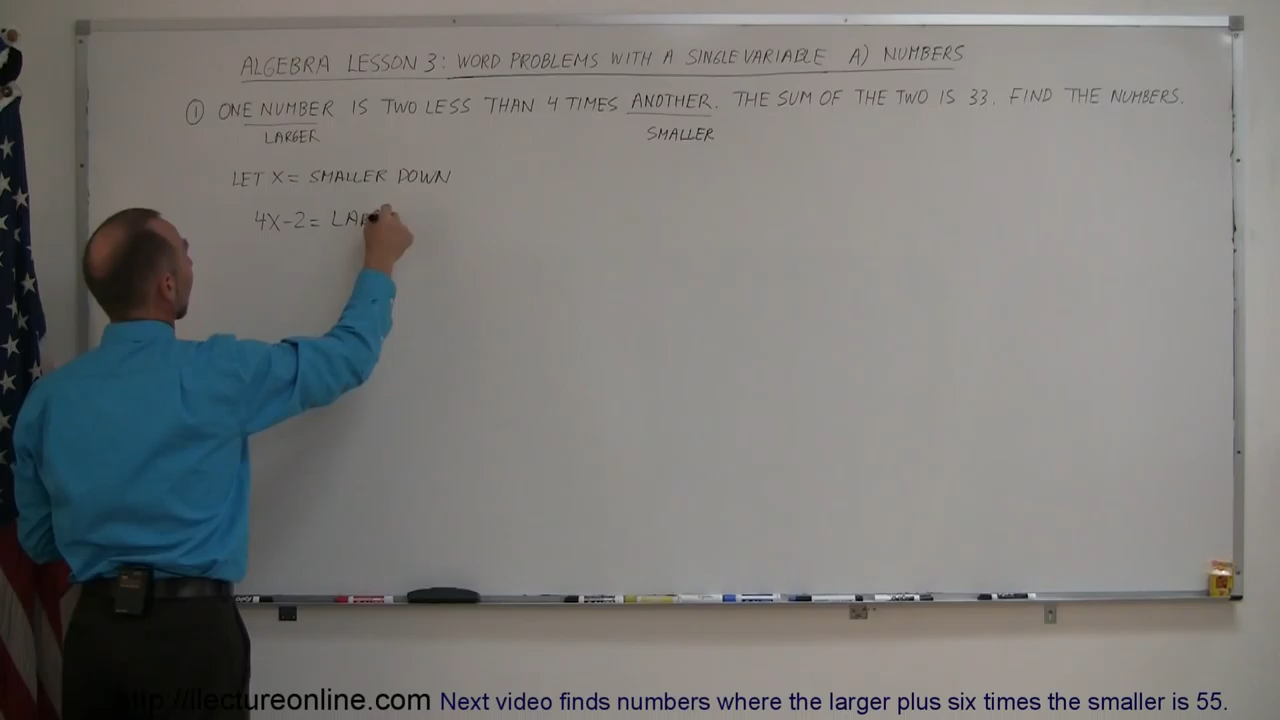 ALGEBRA LESSON 3: WORD PROBLEMS WITH A SINGLE VARIABLE A) NUMBERS
① ONE NUMBER IS TWO LESS THAN 4 TIMES ANOTHER. THE SUM OF THE TWO IS 33. FIND THE NUMBERS.
LARGER SMALLER
LET X = SMALLER DOWN
4X-2 = LAR
http://ilectureonline.com Next video finds numbers where the larger plus six times the smaller is 55.